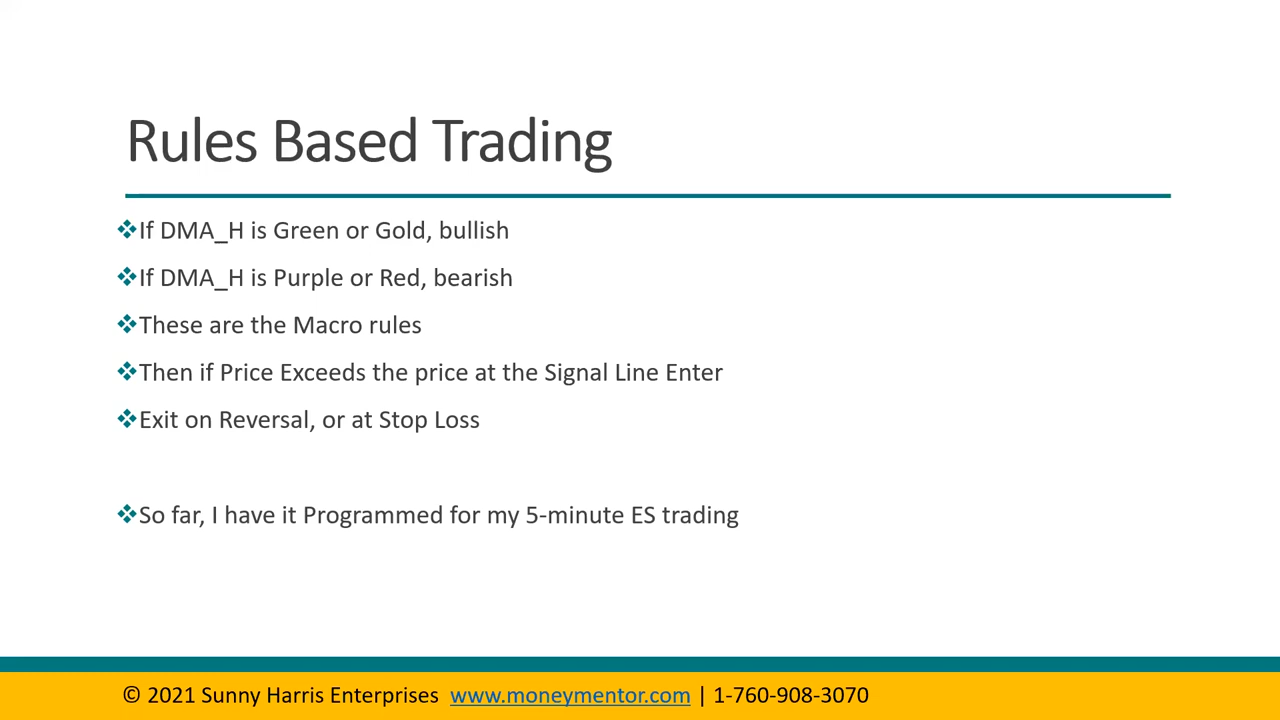 Rules Based Trading
❖If DMA_H is Green or Gold, bullish
❖If DMA_H is Purple or Red, bearish
❖These are the Macro rules
❖Then if Price Exceeds the price at the Signal Line Enter
❖Exit on Reversal, or at Stop Loss
❖So far, I have it Programmed for my 5-minute ES trading
© 2021 Sunny Harris Enterprises www.moneymentor.com | 1-760-908-3070